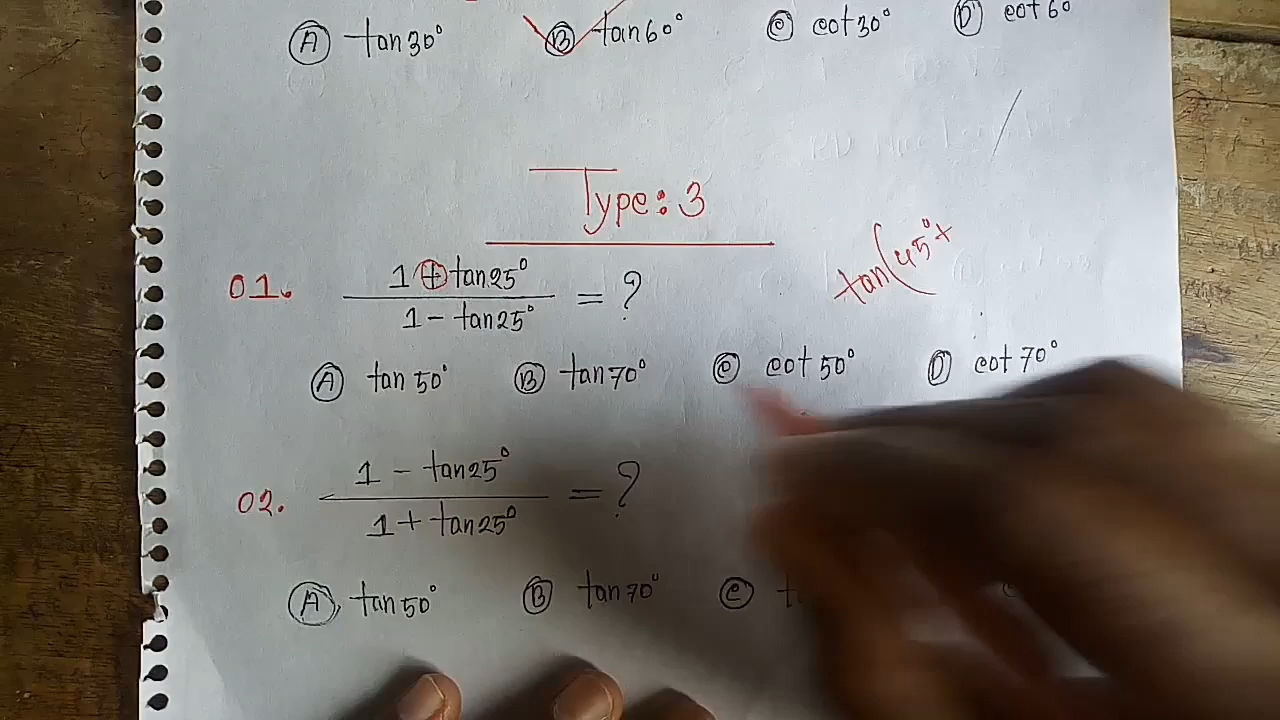 Ⓐ tan30° Ⓑ tan60° Ⓒ cot30° Ⓓ cot60
Type: 3
tan(45°+
01. 1 + tan25° / 1 - tan25° = ?
Ⓐ tan50° Ⓑ tan70° Ⓒ cot50° Ⓓ cot70°
02. 1 - tan25° / 1 + tan25° = ?
Ⓐ tan50° Ⓑ tan70° Ⓒ